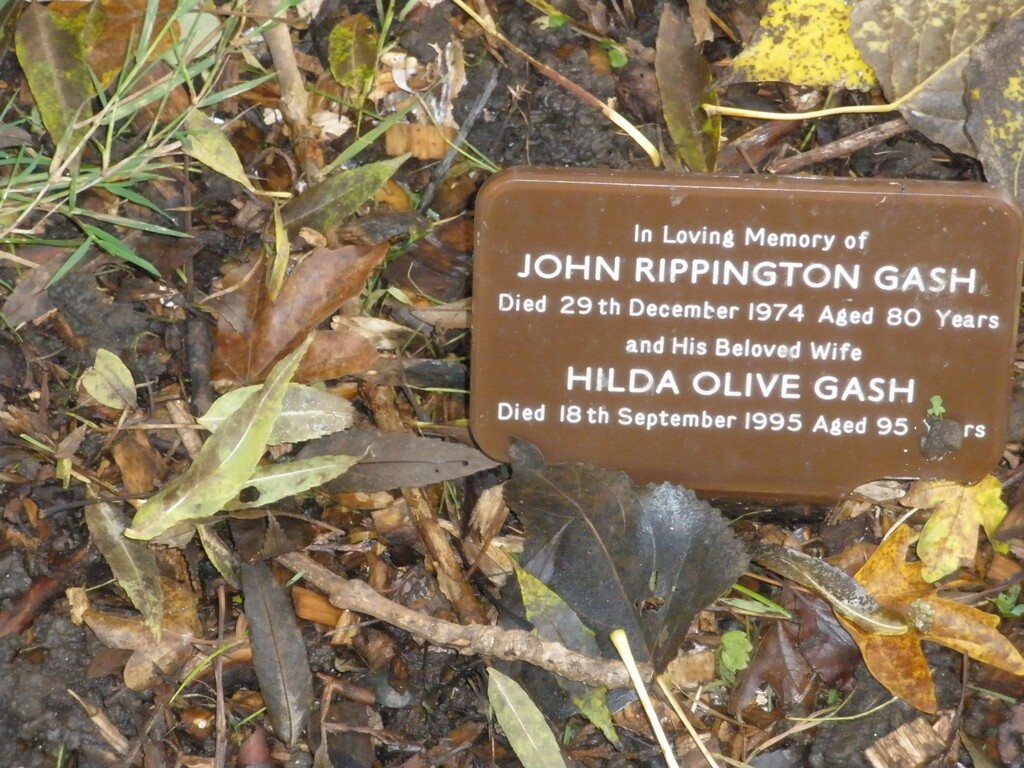 In Loving Memory of
JOHN RIPPINGTON GASH
Died 29th December 1974 Aged 80 Years
and His Beloved Wife
HILDA OLIVE GASH
Died 18th September 1995 Aged 95